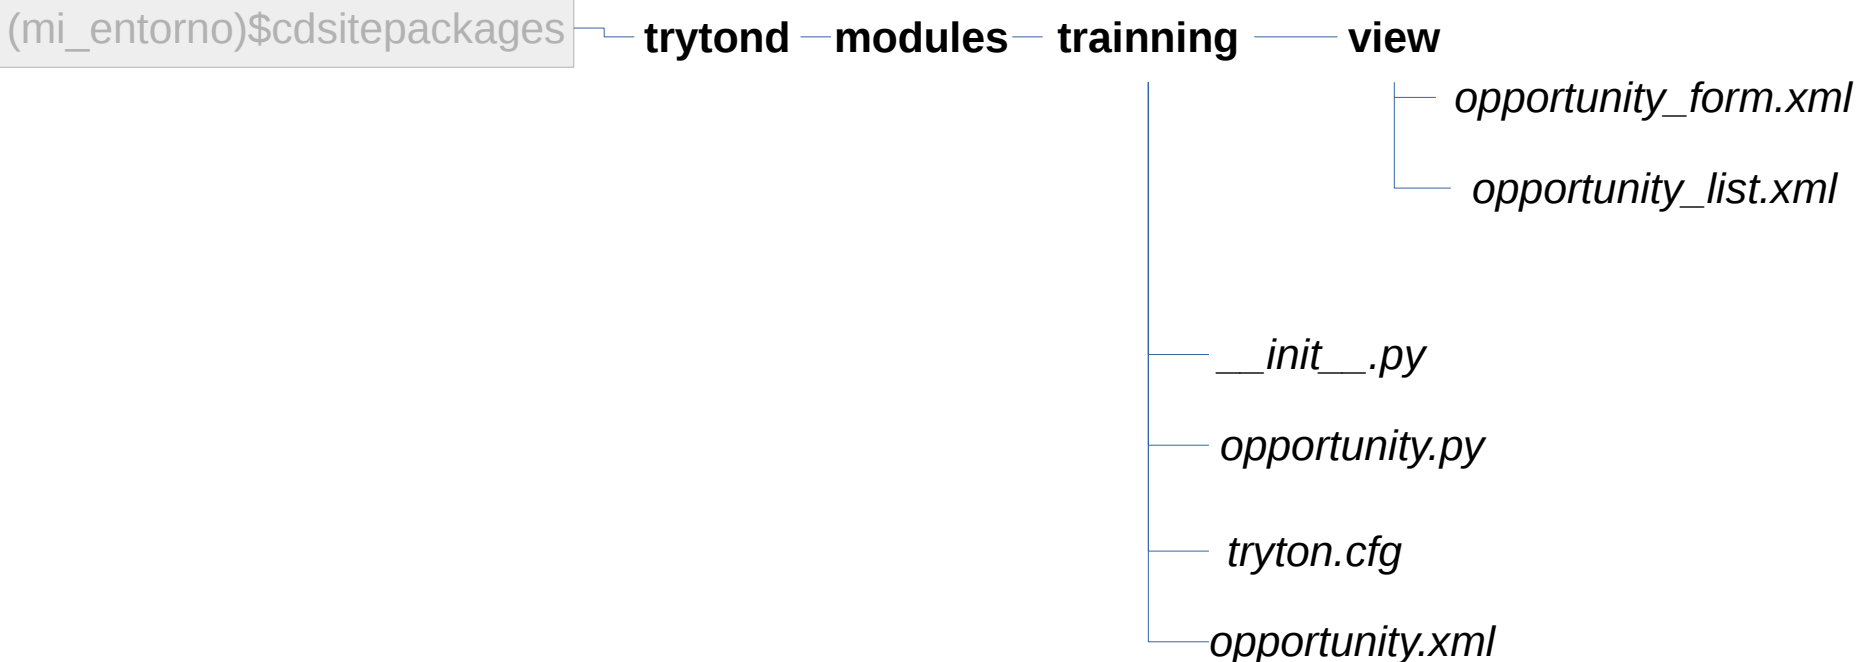 (mi_entorno)$cdsitepackages trytond modules trainning view
opportunity_form.xml
opportunity_list.xml
__init__.py
opportunity.py
tryton.cfg
opportunity.xml